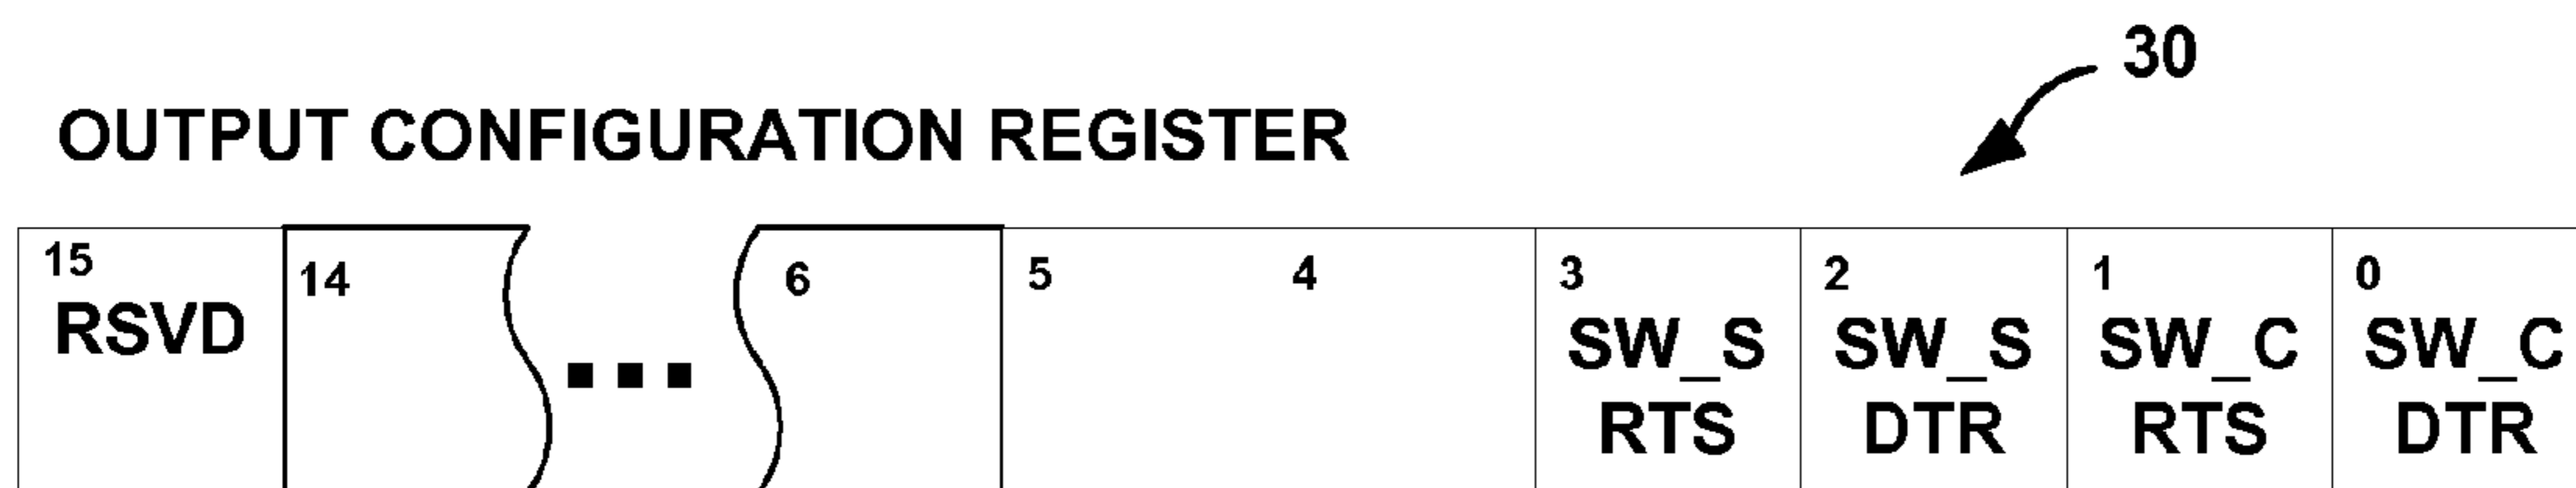 30
OUTPUT CONFIGURATION REGISTER
15 14 6 5 4 3 2 1 0
RSVD ... SW_S SW_S SW_C SW_C
RTS DTR RTS DTR